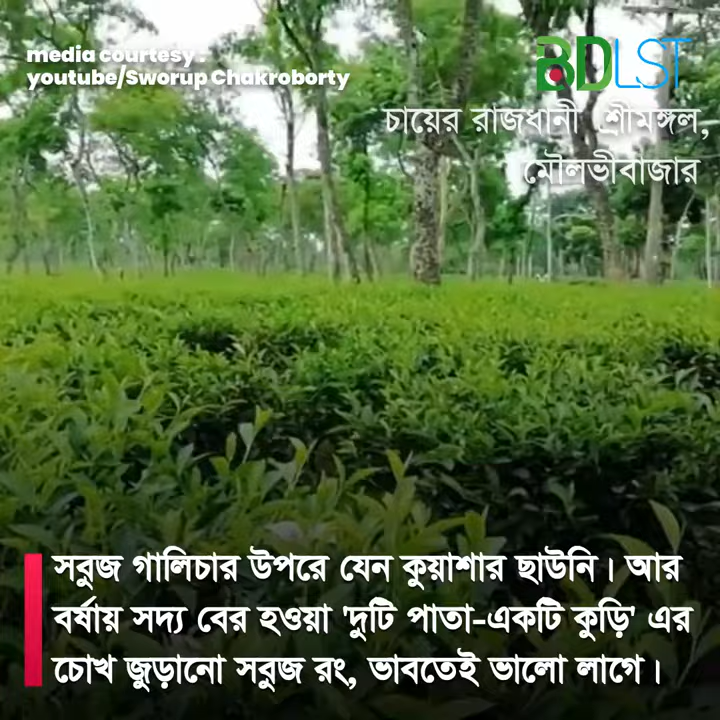 media courtesy :
youtube/Sworup Chakroborty
BDLST
চায়ের রাজধানী শ্রীমঙ্গল,
মৌলভীবাজার
সবুজ গালিচার উপরে যেন কুয়াশার ছাউনি। আর
বর্ষায় সদ্য বের হওয়া 'দুটি পাতা-একটি কুড়ি' এর
চোখ জুড়ানো সবুজ রং, ভাবতেই ভালো লাগে।